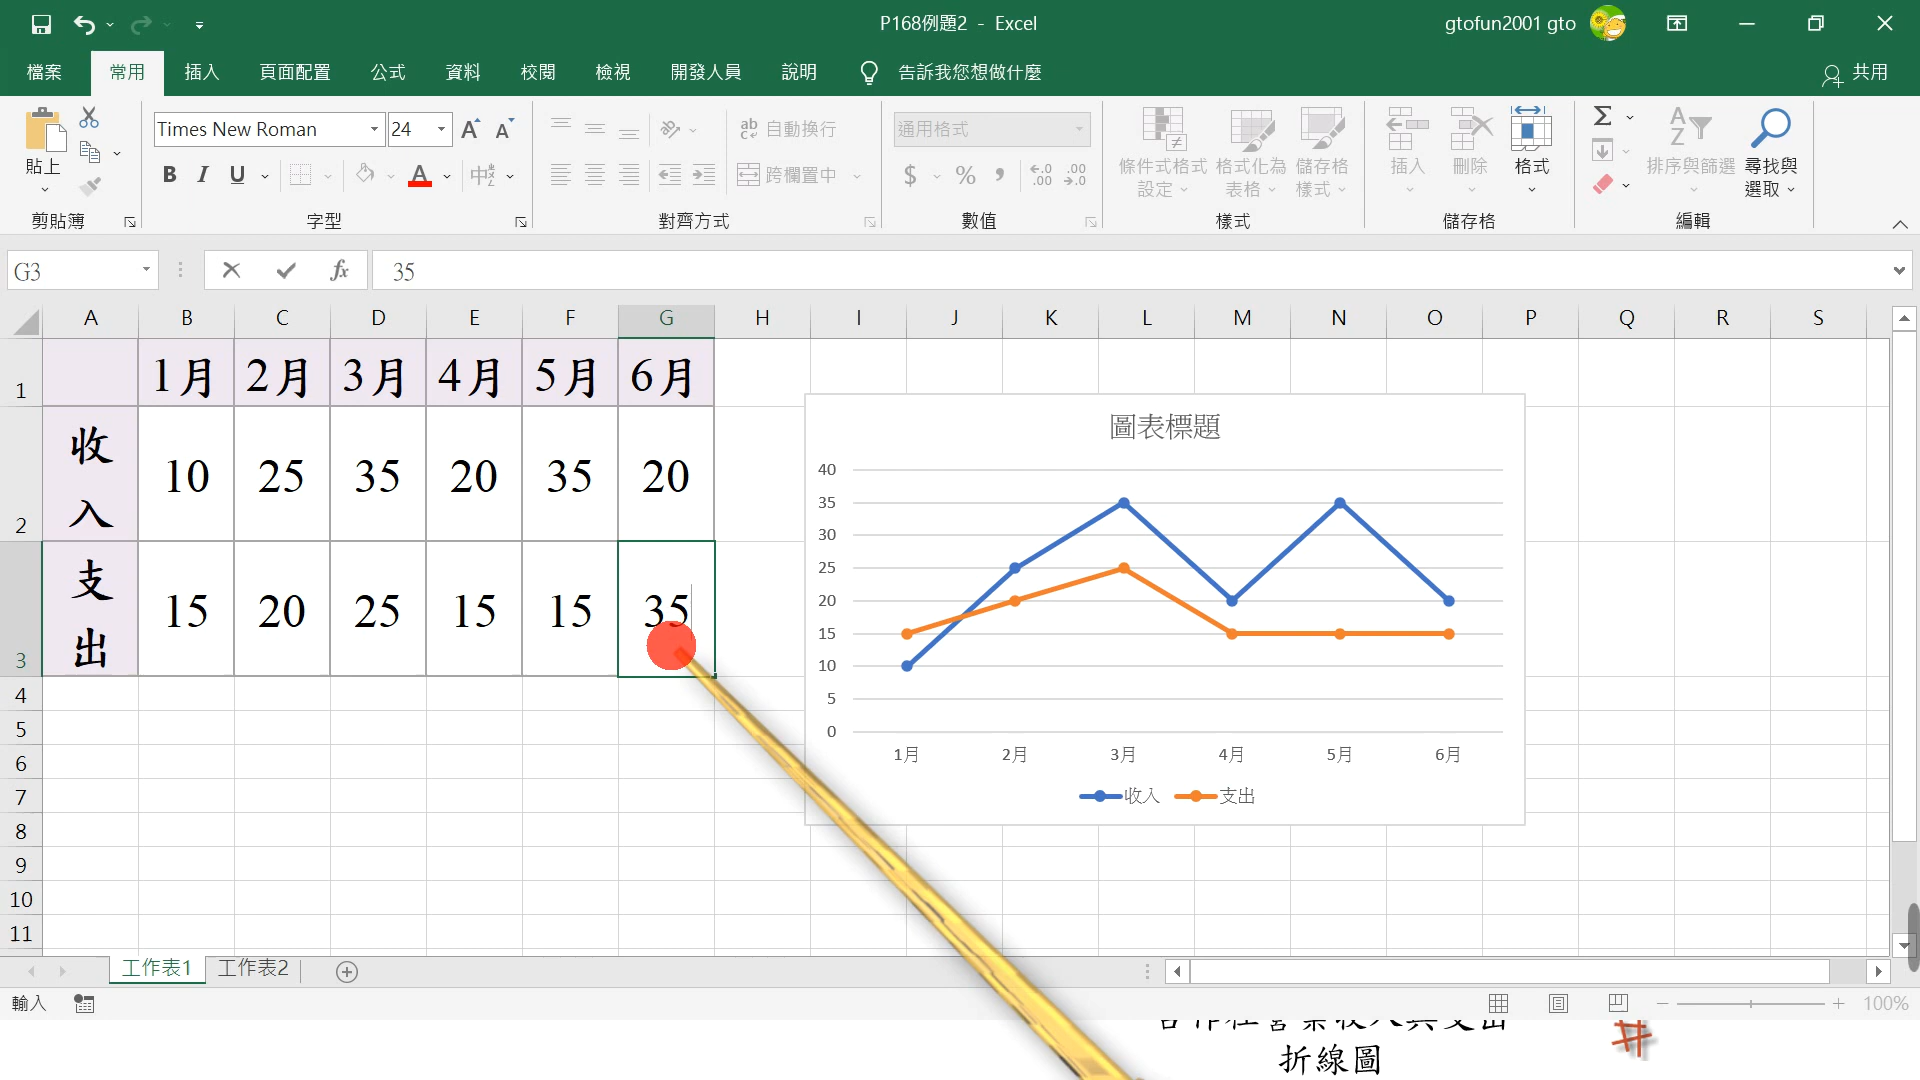 P168例題2 - Excel
gtofun2001 gto
檔案 常用 插入 頁面配置 公式 資料 校閱 檢視 開發人員 說明 告訴我您想做什麼 共用
貼上
Times New Roman 24
B I U A
自動換行
跨欄置中
通用格式
$ % ,
條件式格式設定
格式化為表格
儲存格樣式
插入 刪除 格式
排序與篩選
尋找與選取
剪貼簿 字型 對齊方式 數值 樣式 儲存格 編輯
G3 fx 35
A B C D E F G H I J K L M N O P Q R S
1 1月 2月 3月 4月 5月 6月
2 收入 10 25 35 20 35 20
3 支出 15 20 25 15 15 35
4
5
6
7
8
9
10
11
圖表標題
40
35
30
25
20
15
10
5
0
1月 2月 3月 4月 5月 6月
收入 支出
工作表1 工作表2
輸入
100%
折線圖